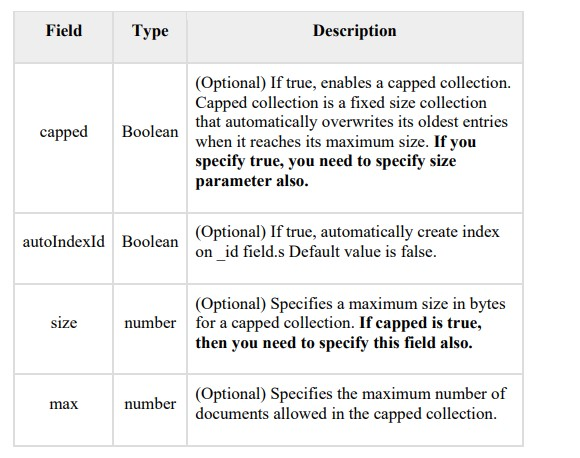 Field Type Description
(Optional) If true, enables a capped collection.
Capped collection is a fixed size collection
that automatically overwrites its oldest entries
capped Boolean when it reaches its maximum size. If you
specify true, you need to specify size
parameter also.
autoIndexId Boolean (Optional) If true, automatically create index
on _id field.s Default value is false.
(Optional) Specifies a maximum size in bytes
size number for a capped collection. If capped is true,
then you need to specify this field also.
max number (Optional) Specifies the maximum number of
documents allowed in the capped collection.